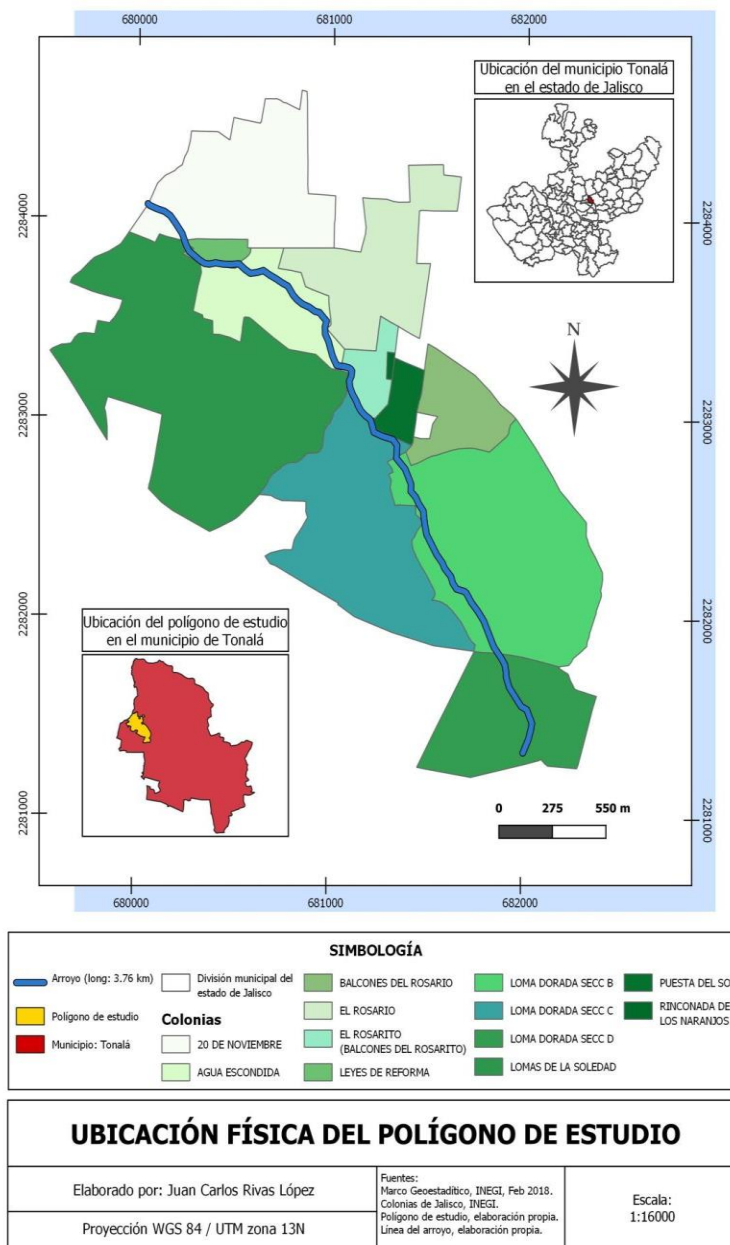 680000
681000
682000
Ubicación del municipio Tonalá
en el estado de Jalisco
2284000
2284000
N
2283000
2283000
2282000
2282000
Ubicación del polígono de estudio
en el municipio de Tonalá
2281000
2281000
0 275 550 m
680000
681000
682000
SIMBOLOGÍA
Arroyo (long: 3.76 km)
Polígono de estudio
Municipio: Tonalá
División municipal del
estado de Jalisco
Colonias
20 DE NOVIEMBRE
AGUA ESCONDIDA
BALCONES DEL ROSARIO
EL ROSARIO
EL ROSARITO
(BALCONES DEL ROSARITO)
LEYES DE REFORMA
LOMA DORADA SECC B
LOMA DORADA SECC C
LOMA DORADA SECC D
LOMAS DE LA SOLEDAD
PUESTA DEL SO
RINCONADA DE
LOS NARANJOS
UBICACIÓN FÍSICA DEL POLÍGONO DE ESTUDIO
Elaborado por: Juan Carlos Rivas López
Proyección WGS 84 / UTM zona 13N
Fuentes:
Marco Geoestadítico, INEGI, Feb 2018.
Colonias de Jalisco, INEGI.
Polígono de estudio, elaboración propia.
Línea del arroyo, elaboración propia.
Escala:
1:16000